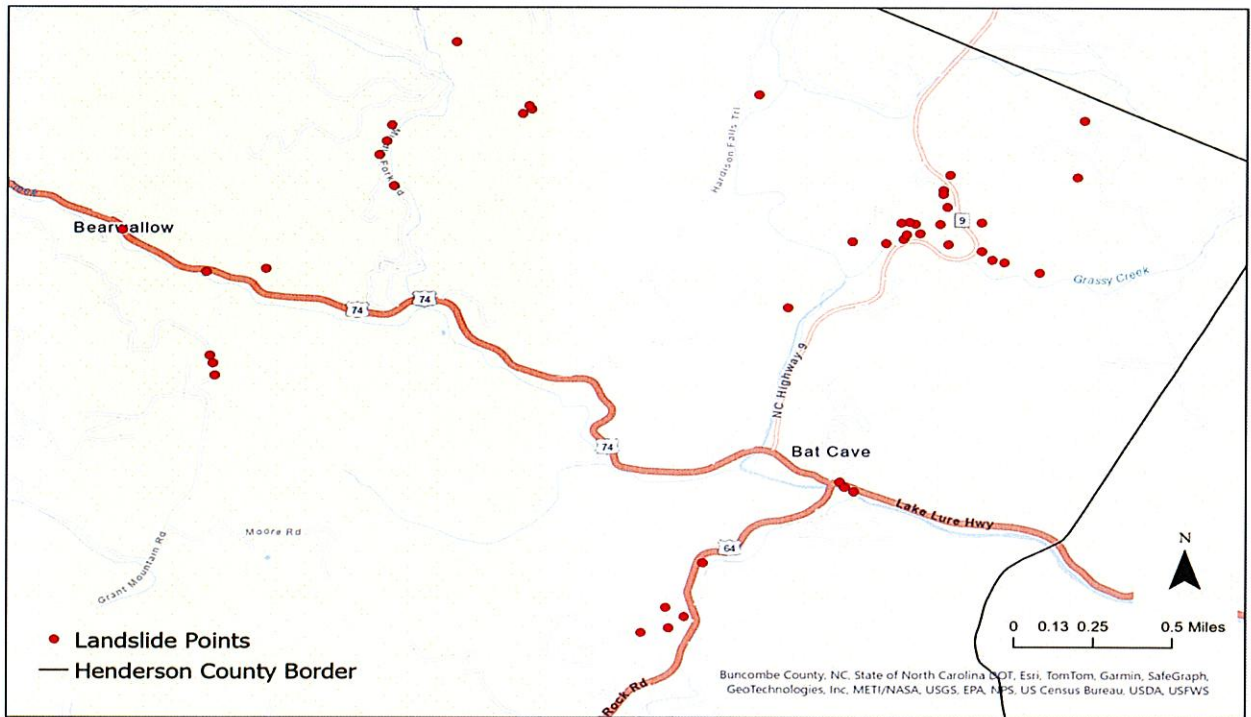 Hardison Falls Trl
Fork Rd
Bearwallow
9
Grassy Creek
74
74
NC Highway 9
74
Bat Cave
Lake Lure Hwy
Moore Rd
64
Grant Mountain Rd
N
Landslide Points
0 0.13 0.25 0.5 Miles
Henderson County Border
Rock Rd
Buncombe County, NC, State of North Carolina DOT, Esri, TomTom, Garmin, SafeGraph,
GeoTechnologies, Inc, METI/NASA, USGS, EPA, NPS, US Census Bureau, USDA, USFWS